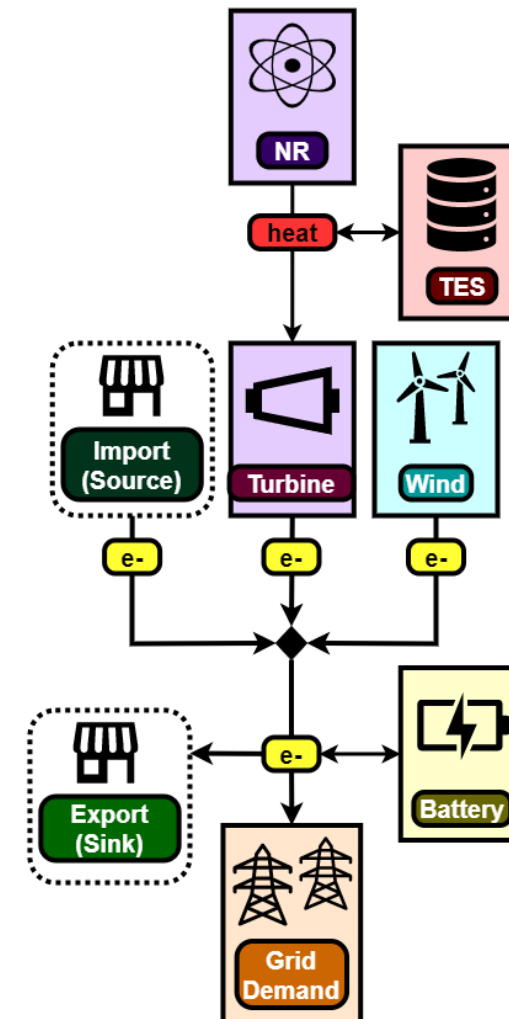 NR
heat
TES
Import
(Source)
Turbine
Wind
e-
e-
e-
e-
Export
(Sink)
Battery
Grid
Demand